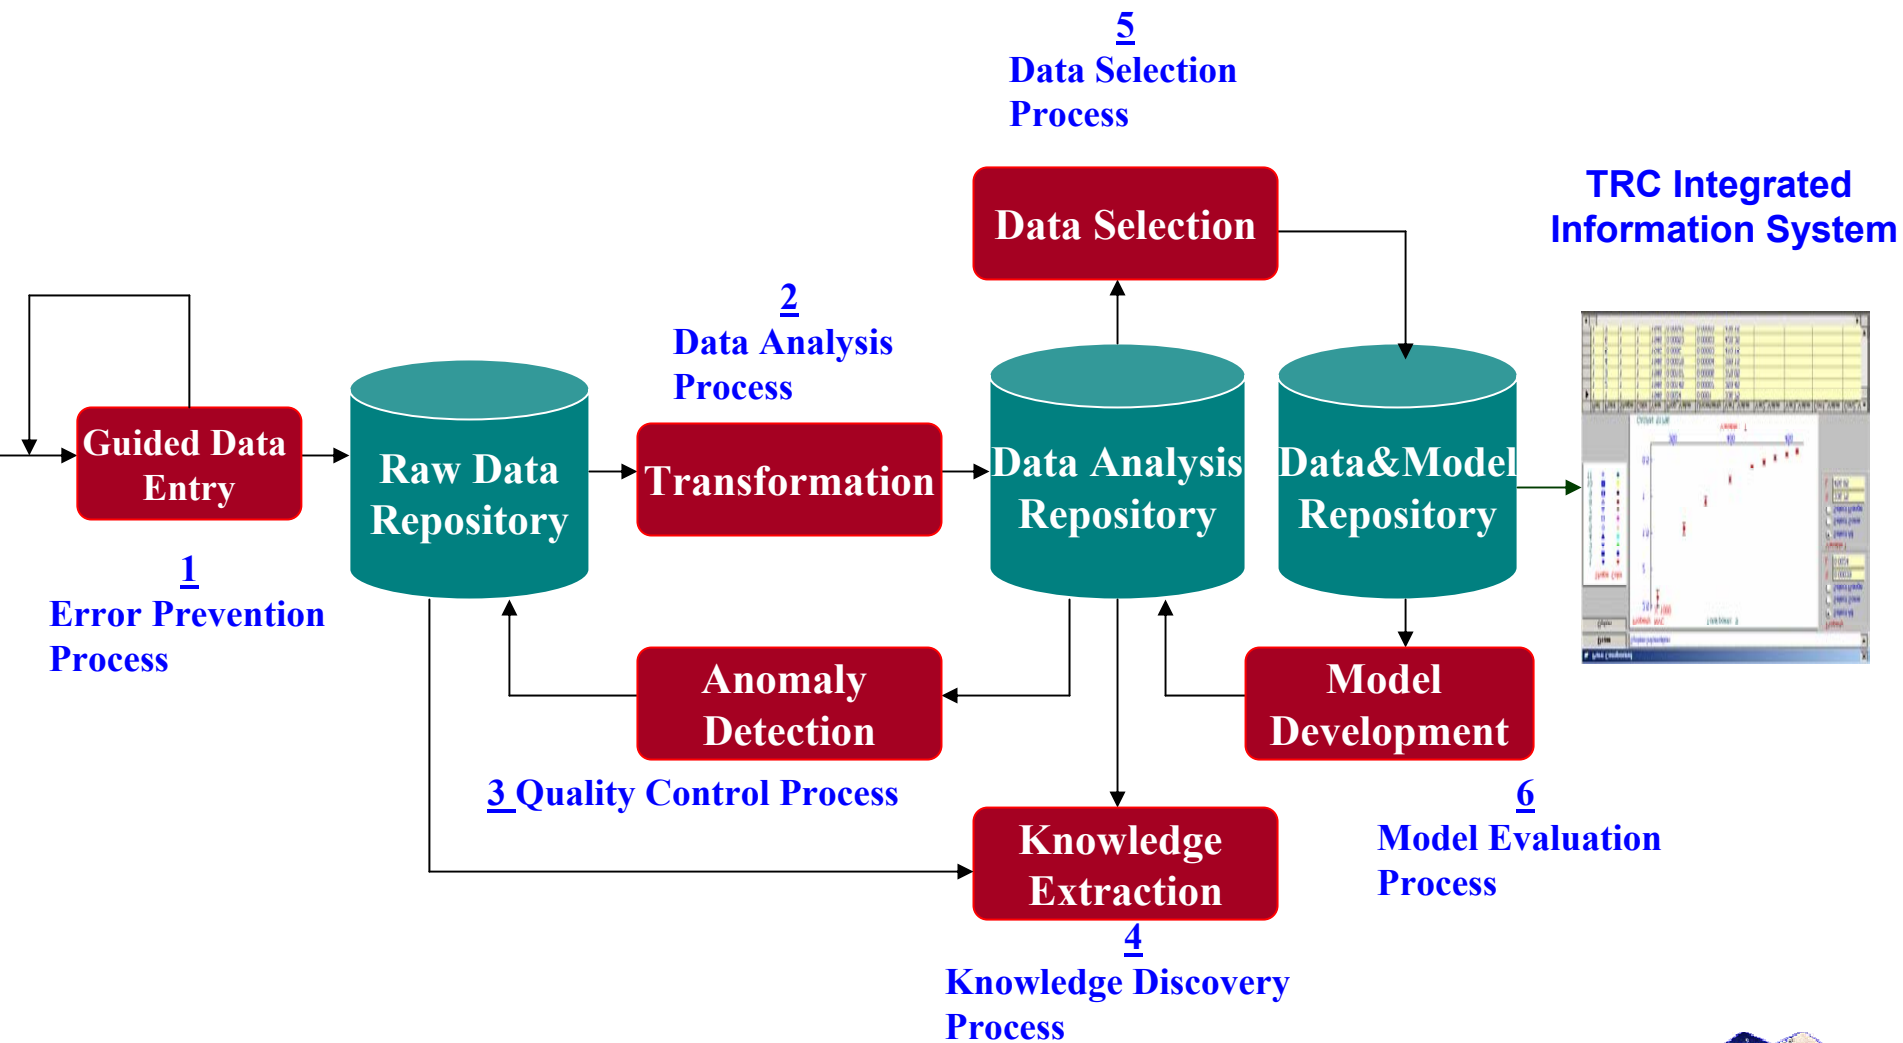 5
Data Selection
Process
Data Selection
TRC Integrated
Information System
2
Data Analysis
Process
Guided Data
Entry
Raw Data
Repository
Transformation
Data Analysis
Repository
Data&Model
Repository
1
Error Prevention
Process
Anomaly
Detection
Model
Development
3 Quality Control Process
6
Model Evaluation
Process
Knowledge
Extraction
4
Knowledge Discovery
Process